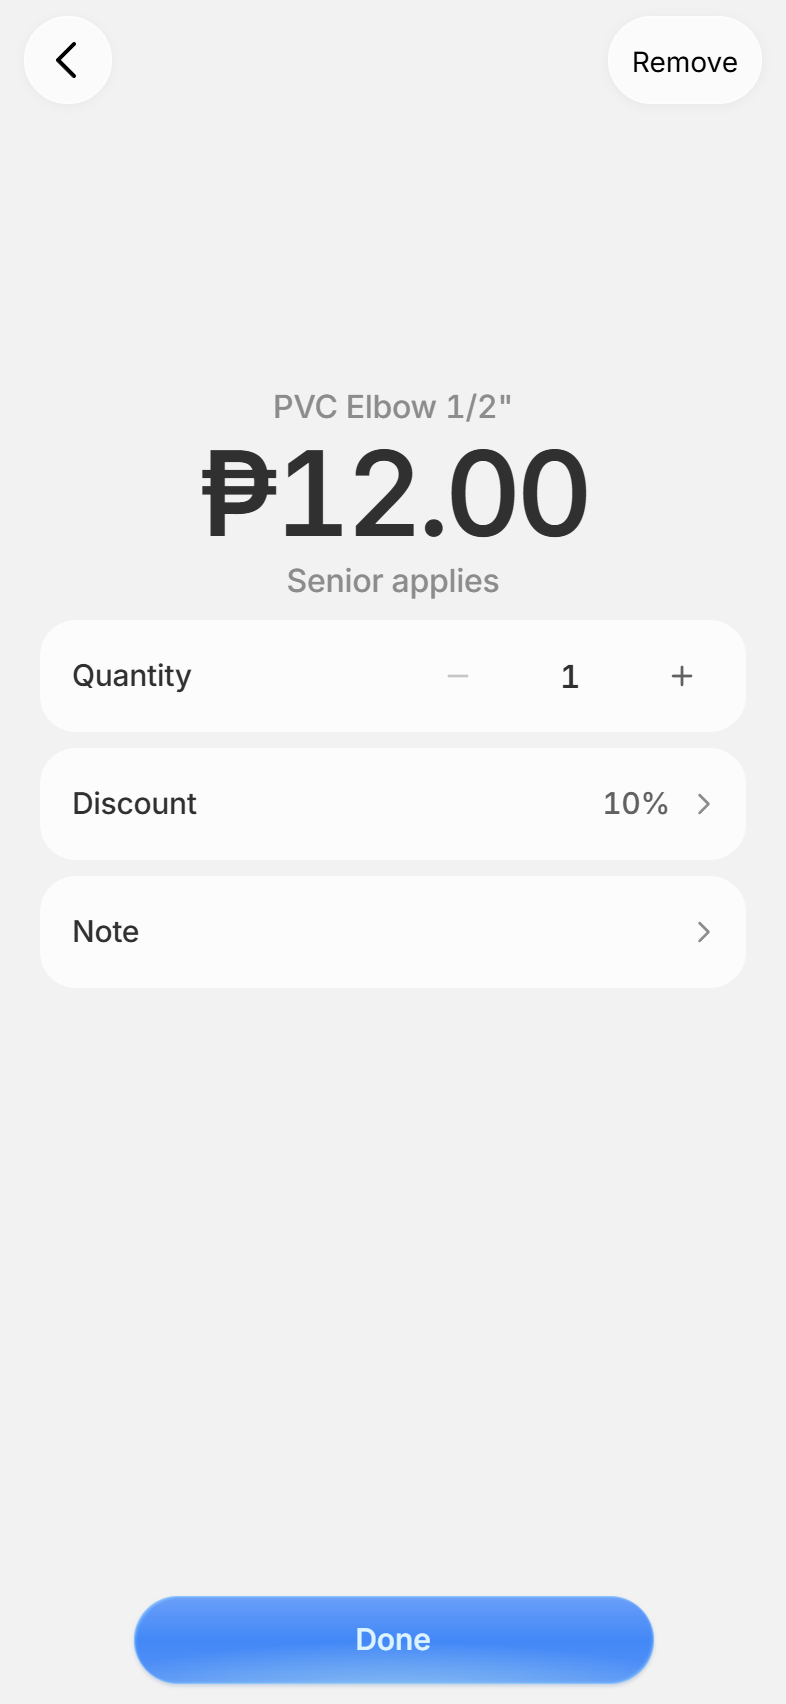 Remove
PVC Elbow 1/2"
₱12.00
Senior applies
Quantity − 1 +
Discount 10%
Note
Done